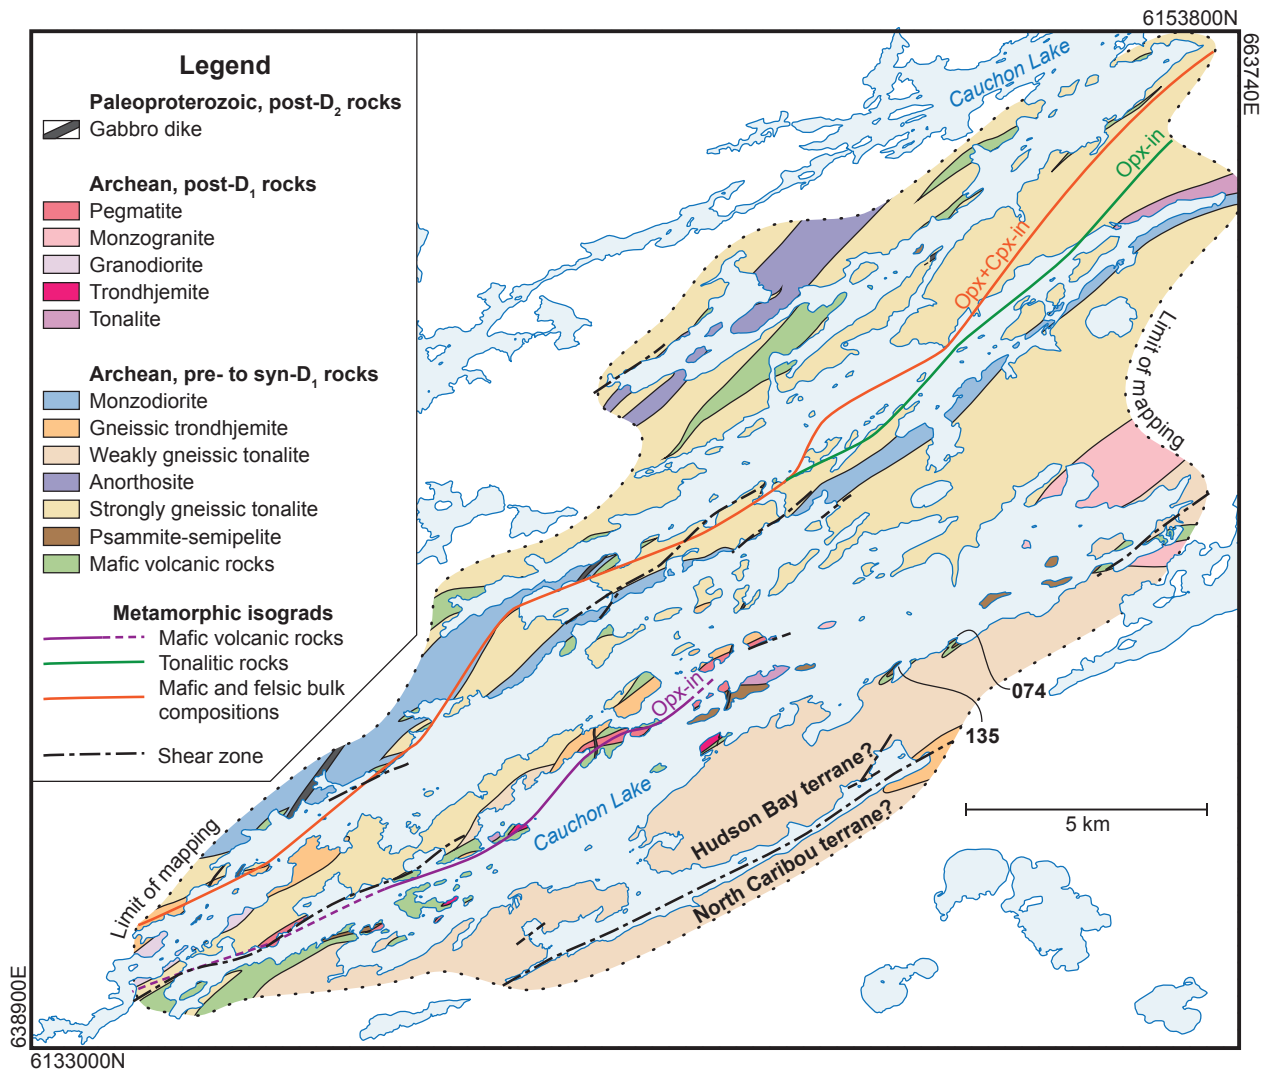 6153800N
663740E
Legend
Paleoproterozoic, post-D2 rocks
Gabbro dike
Archean, post-D1 rocks
Pegmatite
Monzogranite
Granodiorite
Trondhjemite
Tonalite
Archean, pre- to syn-D1 rocks
Monzodiorite
Gneissic trondhjemite
Weakly gneissic tonalite
Anorthosite
Strongly gneissic tonalite
Psammite-semipelite
Mafic volcanic rocks
Metamorphic isograds
Mafic volcanic rocks
Tonalitic rocks
Mafic and felsic bulk
compositions
Shear zone
Cauchon Lake
Opx-in
Opx+Cpx-in
Limit of mapping
Opx-in
074
135
Hudson Bay terrane?
North Caribou terrane?
Cauchon Lake
5 km
Limit of mapping
638900E
6133000N